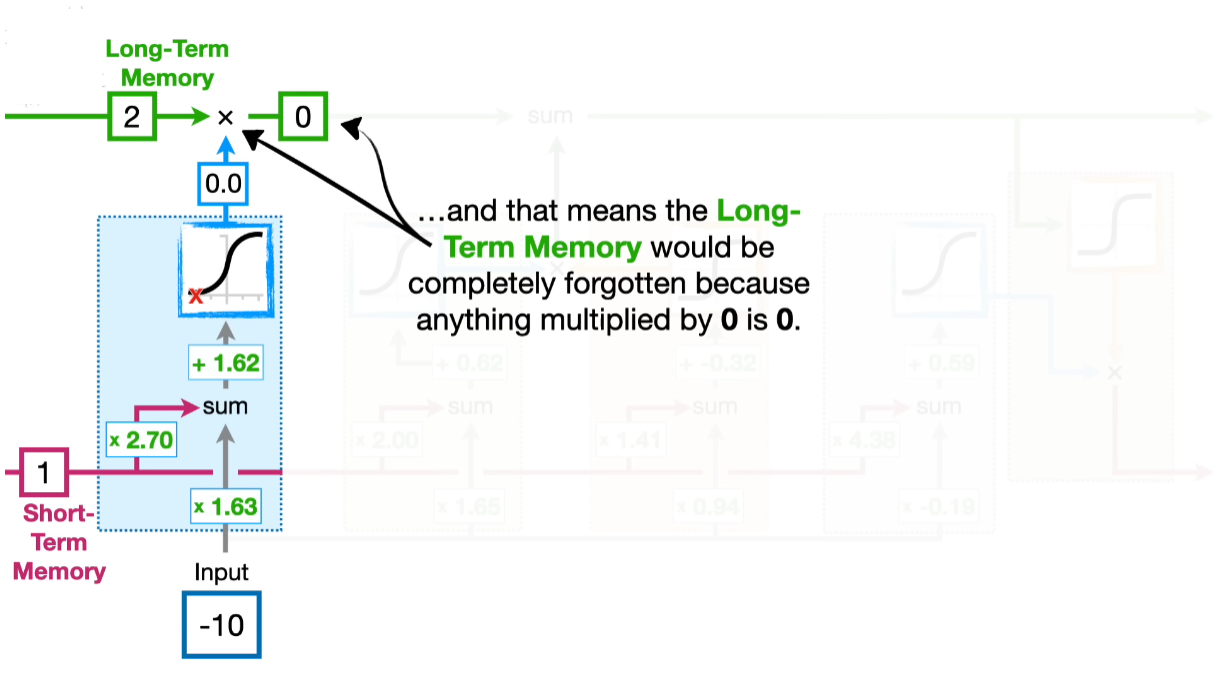 Long-Term
Memory
2
×
0
sum
0.0
…and that means the Long-
Term Memory would be
completely forgotten because
anything multiplied by 0 is 0.
+ 1.62
+ 0.62
+ -0.32
+ 0.59
×
sum
sum
sum
sum
x 2.70
x 2.00
x 1.41
x 4.38
1
x 1.63
x 1.65
x 0.94
x -0.19
Short-
Term
Memory
Input
-10